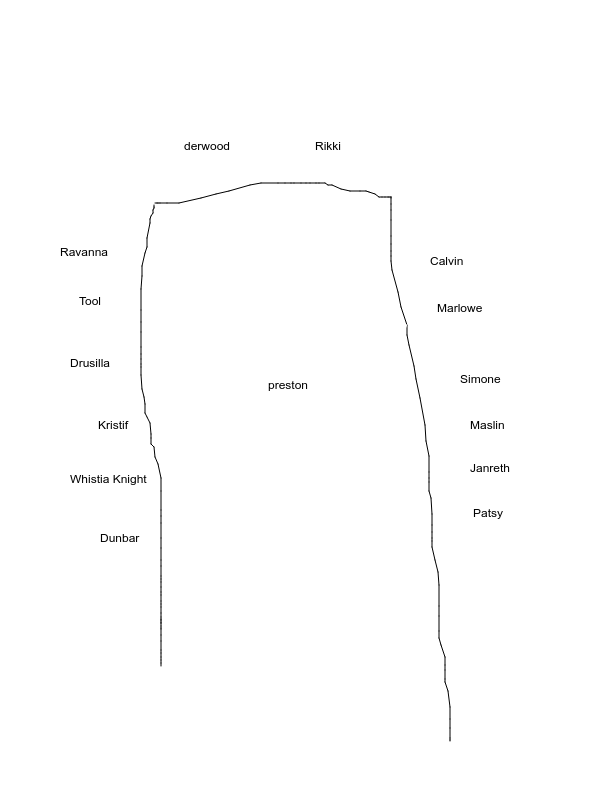 derwood
Rikki
Ravanna
Calvin
Tool
Marlowe
Drusilla
Simone
preston
Kristif
Maslin
Janreth
Whistia Knight
Patsy
Dunbar